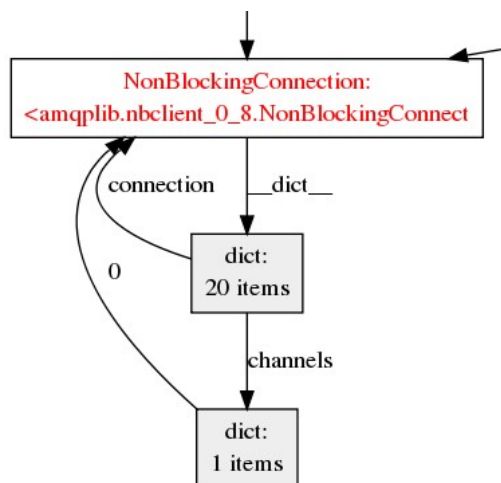 NonBlockingConnection:
<amqplib.nbclient_0_8.NonBlockingConnect
connection
__dict__
dict:
20 items
0
channels
dict:
1 items